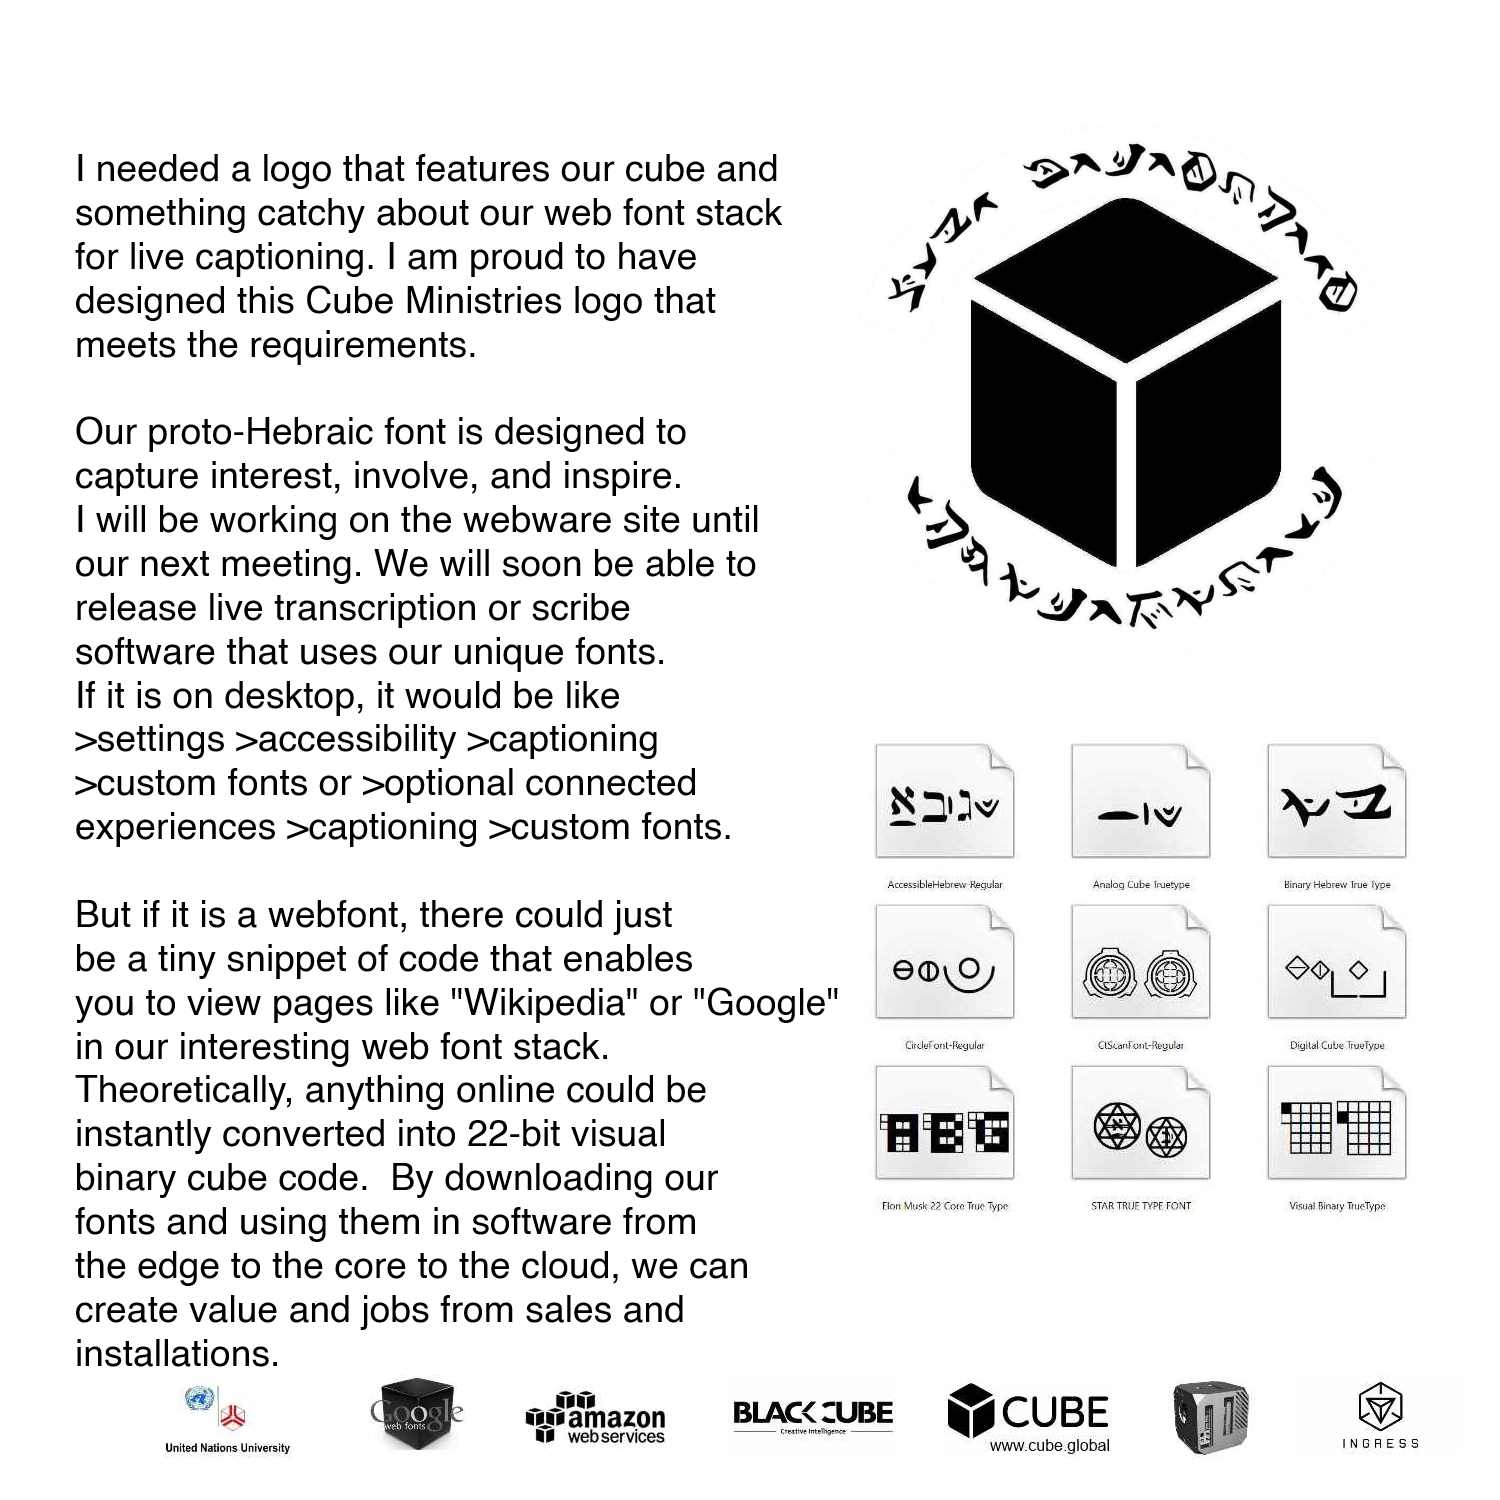 I needed a logo that features our cube and
something catchy about our web font stack
for live captioning. I am proud to have
designed this Cube Ministries logo that
meets the requirements.
Our proto-Hebraic font is designed to
capture interest, involve, and inspire.
I will be working on the webware site until
our next meeting. We will soon be able to
release live transcription or scribe
software that uses our unique fonts.
If it is on desktop, it would be like
>settings >accessibility >captioning
>custom fonts or >optional connected
experiences >captioning >custom fonts.
But if it is a webfont, there could just
be a tiny snippet of code that enables
you to view pages like "Wikipedia" or "Google"
in our interesting web font stack.
Theoretically, anything online could be
instantly converted into 22-bit visual
binary cube code.  By downloading our
fonts and using them in software from
the edge to the core to the cloud, we can
create value and jobs from sales and
installations.
AccessibleHebrew-Regular
Analog Cube Truetype
Binary Hebrew True Type
CircleFont-Regular
CtScanFont-Regular
Digital Cube TrueType
ABG
Elon Musk 22 Core True Type
STAR TRUE TYPE FONT
Visual Binary TrueType
United Nations University
Google
web fonts
amazon
web services
BLACK CUBE
Creative Intelligence
CUBE
www.cube.global
INGRESS